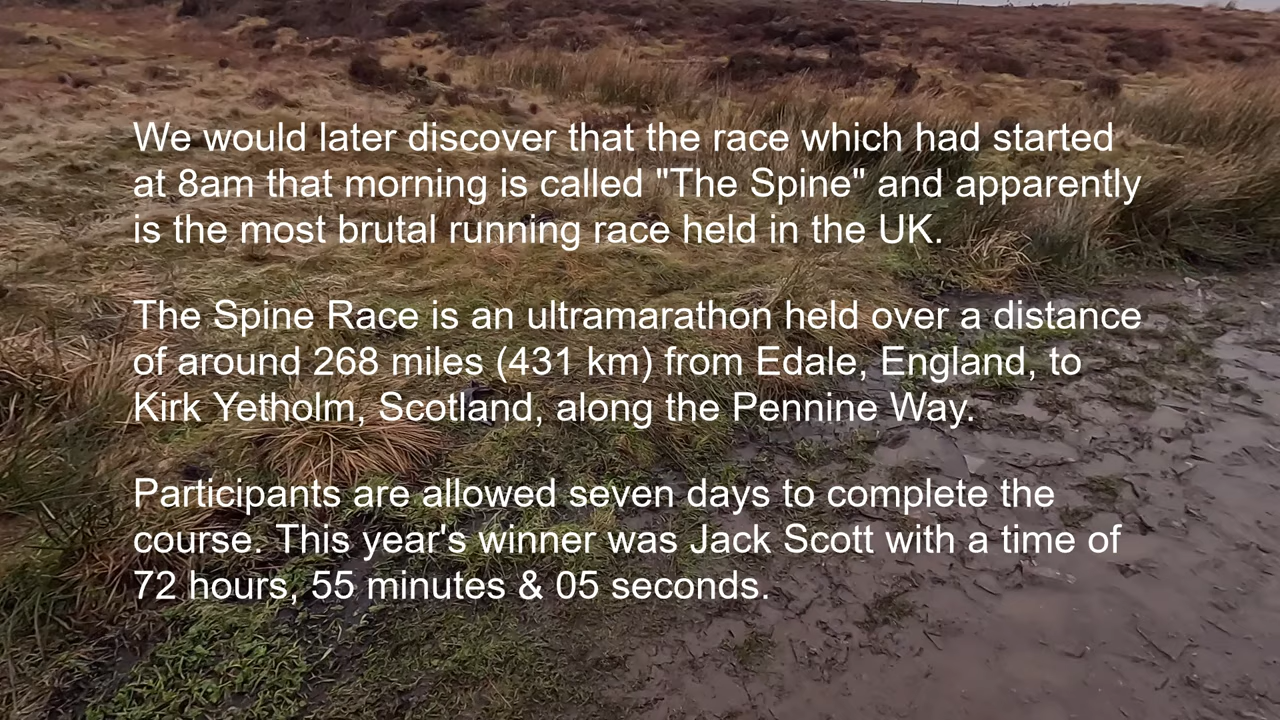 We would later discover that the race which had started
at 8am that morning is called "The Spine" and apparently
is the most brutal running race held in the UK.
The Spine Race is an ultramarathon held over a distance
of around 268 miles (431 km) from Edale, England, to
Kirk Yetholm, Scotland, along the Pennine Way.
Participants are allowed seven days to complete the
course. This year's winner was Jack Scott with a time of
72 hours, 55 minutes & 05 seconds.